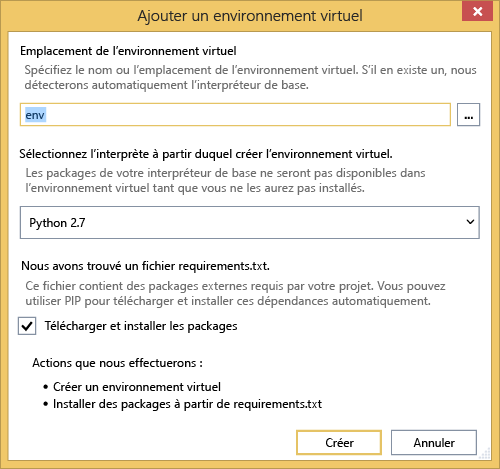 Ajouter un environnement virtuel
Emplacement de l'environnement virtuel
Spécifiez le nom ou l'emplacement de l'environnement virtuel. S'il en existe un, nous
détecterons automatiquement l'interpréteur de base.
env
...
Sélectionnez l'interprète à partir duquel créer l'environnement virtuel.
Les packages de votre interpréteur de base ne seront pas disponibles dans
l'environnement virtuel tant que vous ne les aurez pas installés.
Python 2.7
Nous avons trouvé un fichier requirements.txt.
Ce fichier contient des packages externes requis par votre projet. Vous pouvez
utiliser PIP pour télécharger et installer ces dépendances automatiquement.
Télécharger et installer les packages
Actions que nous effectuerons :
• Créer un environnement virtuel
• Installer des packages à partir de requirements.txt
Créer
Annuler